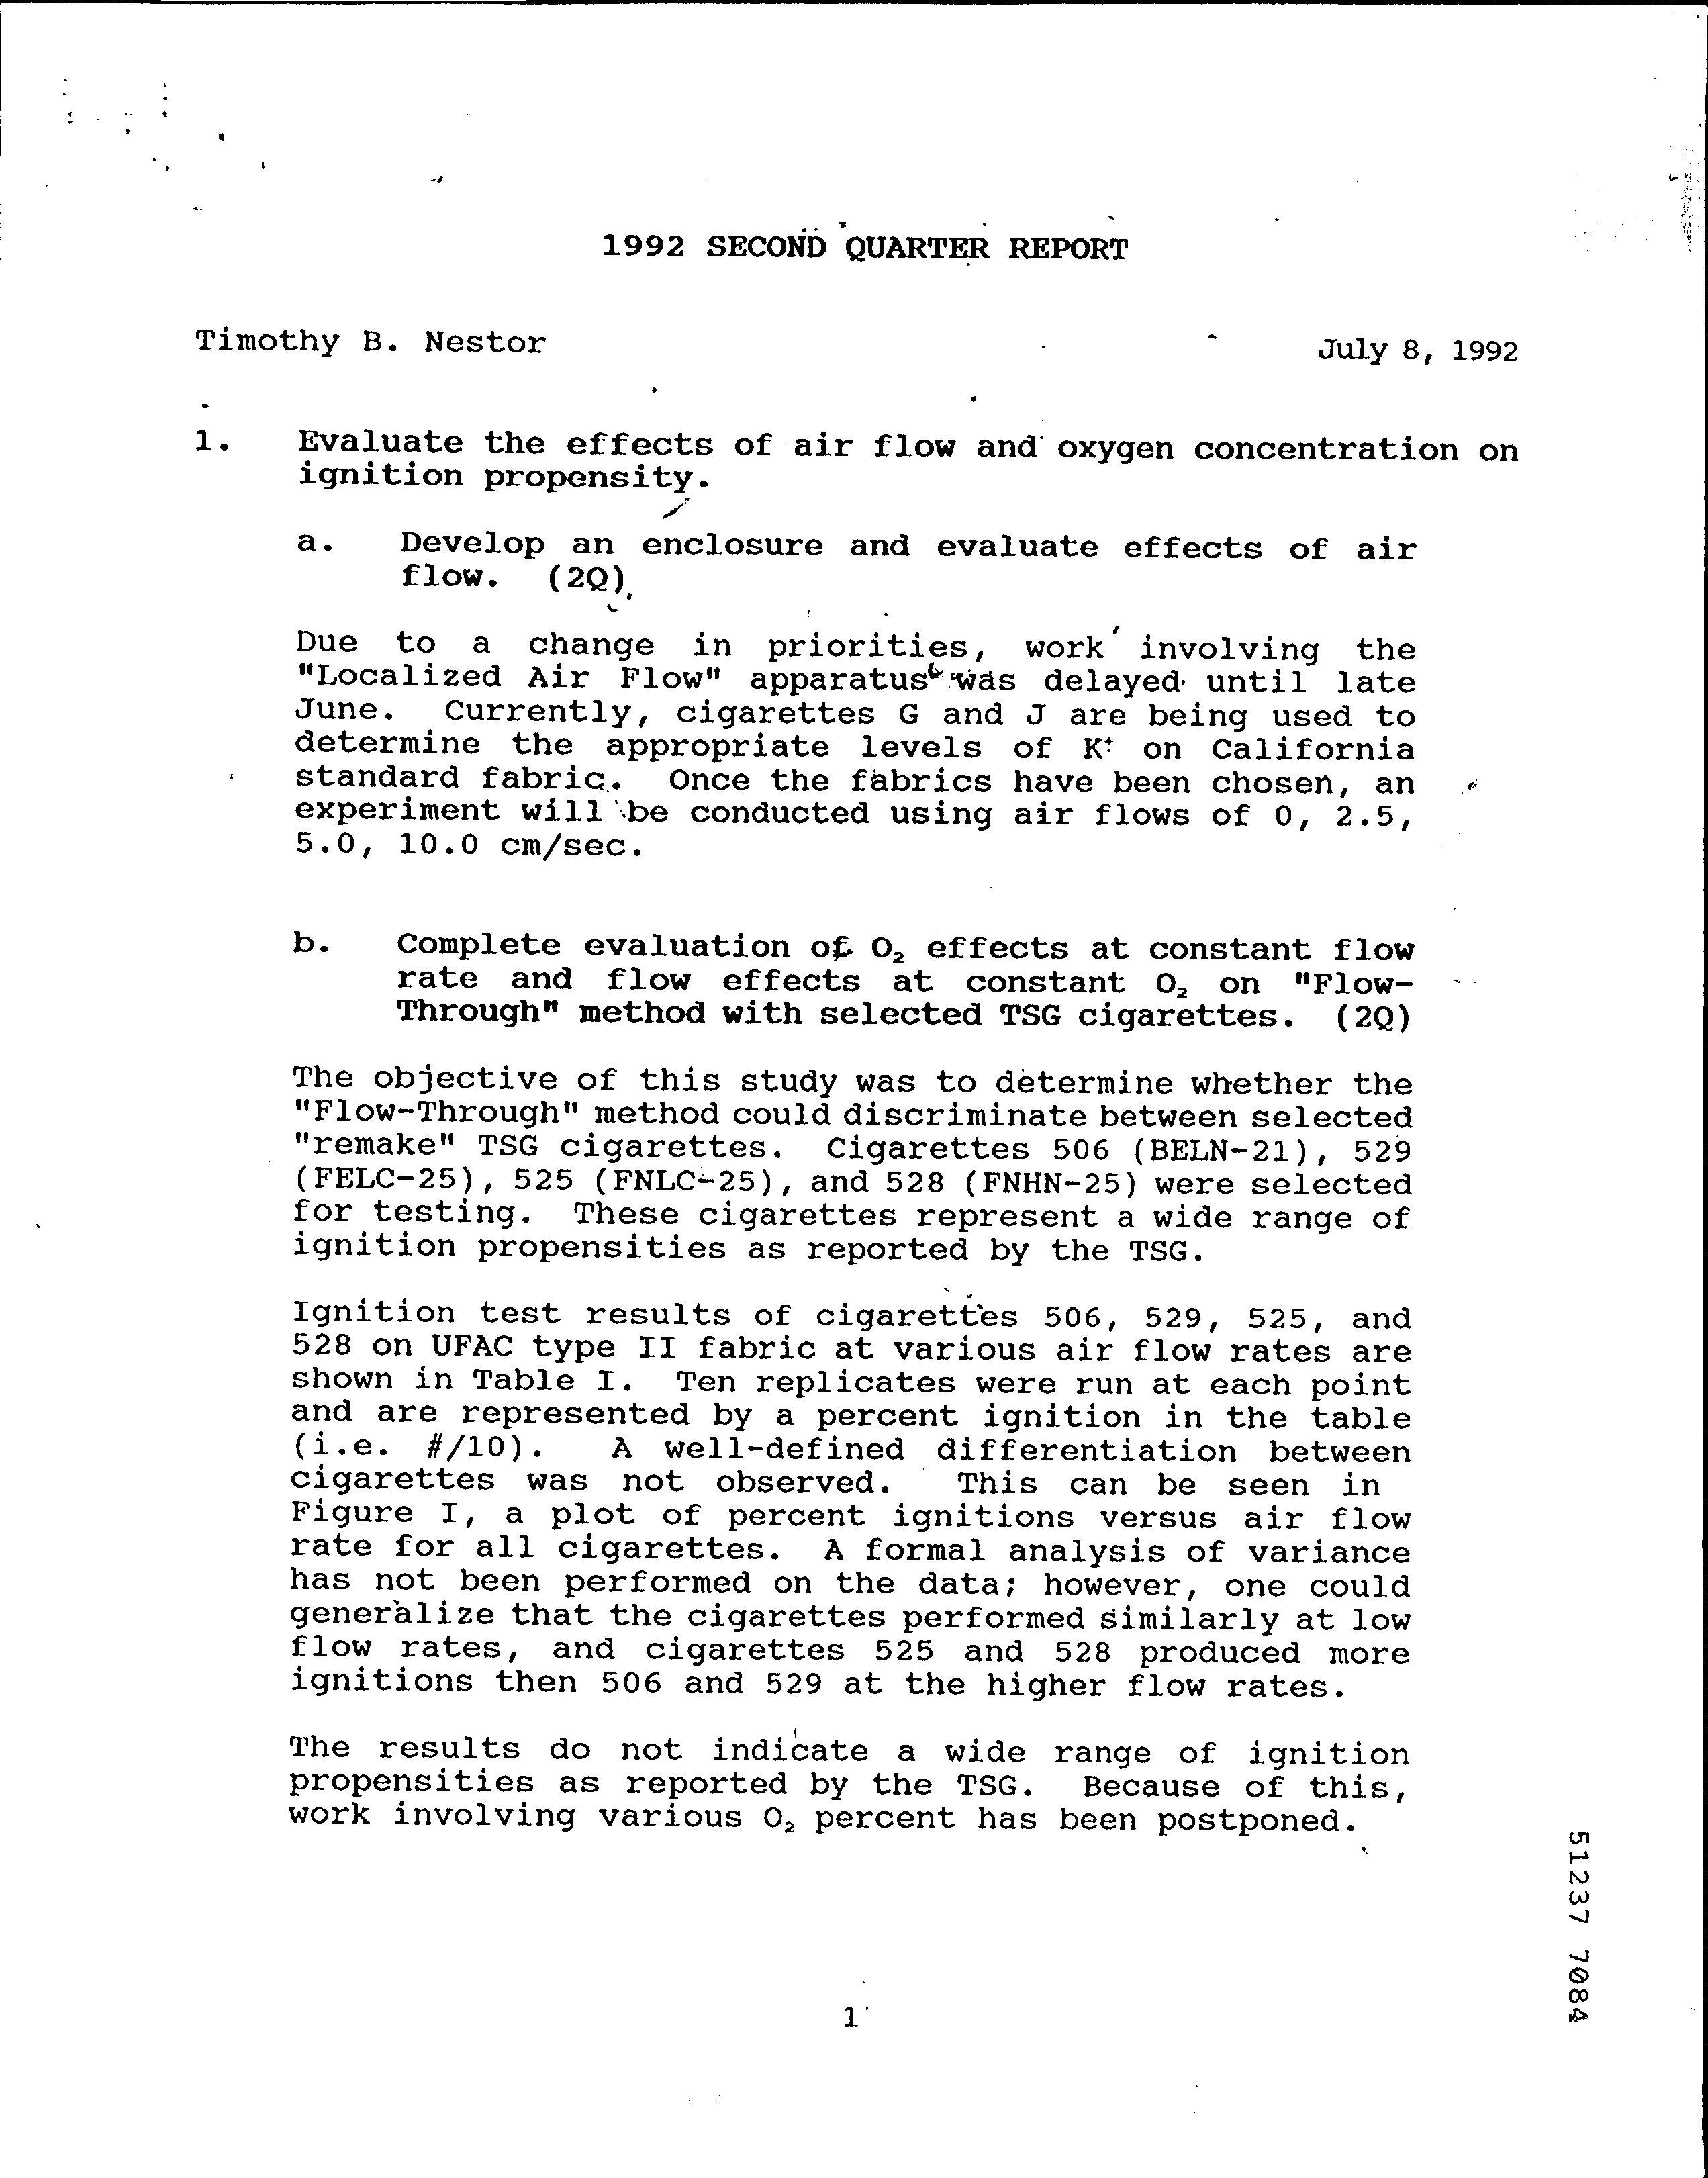 1992 SECOND QUARTER REPORT
Timothy B. Nestor July 8, 1992
1. Evaluate the effects of air flow and oxygen concentration on
ignition propensity.
a. Develop an enclosure and evaluate effects of air
flow. (2Q)
Due to a change in priorities, work involving the
"Localized Air Flow" apparatus was delayed until late
June. Currently, cigarettes G and J are being used to
determine the appropriate levels of K⁺ on California
standard fabric. Once the fabrics have been chosen, an
experiment will be conducted using air flows of 0, 2.5,
5.0, 10.0 cm/sec.
b. Complete evaluation of O₂ effects at constant flow
rate and flow effects at constant O₂ on "Flow-
Through" method with selected TSG cigarettes. (2Q)
The objective of this study was to determine whether the
"Flow-Through" method could discriminate between selected
"remake" TSG cigarettes. Cigarettes 506 (BELN-21), 529
(FELC-25), 525 (FNLC-25), and 528 (FNHN-25) were selected
for testing. These cigarettes represent a wide range of
ignition propensities as reported by the TSG.
Ignition test results of cigarettes 506, 529, 525, and
528 on UFAC type II fabric at various air flow rates are
shown in Table I. Ten replicates were run at each point
and are represented by a percent ignition in the table
(i.e. #/10). A well-defined differentiation between
cigarettes was not observed. This can be seen in
Figure I, a plot of percent ignitions versus air flow
rate for all cigarettes. A formal analysis of variance
has not been performed on the data; however, one could
generalize that the cigarettes performed similarly at low
flow rates, and cigarettes 525 and 528 produced more
ignitions then 506 and 529 at the higher flow rates.
The results do not indicate a wide range of ignition
propensities as reported by the TSG. Because of this,
work involving various O₂ percent has been postponed.
51237 7084
1